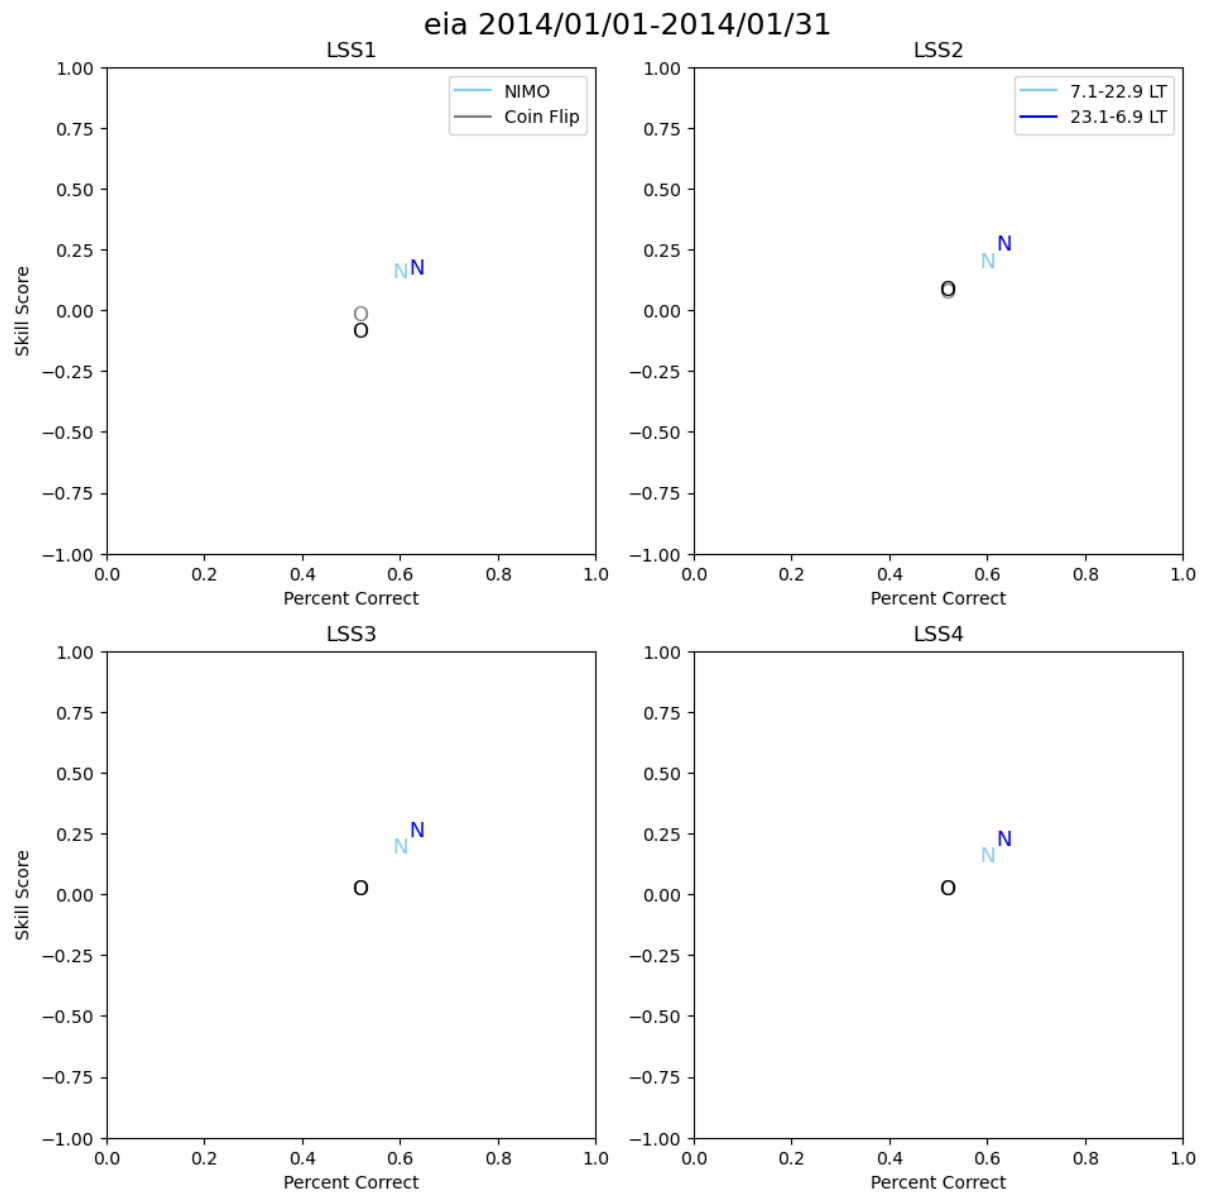 eia 2014/01/01-2014/01/31
LSS1
1.00
0.75
0.50
0.25
0.00
−0.25
−0.50
−0.75
−1.00
Skill Score
NIMO
Coin Flip
N N
O
O
0.0 0.2 0.4 0.6 0.8 1.0
Percent Correct
LSS2
1.00
0.75
0.50
0.25
0.00
−0.25
−0.50
−0.75
−1.00
7.1-22.9 LT
23.1-6.9 LT
N
N
O
O
0.0 0.2 0.4 0.6 0.8 1.0
Percent Correct
LSS3
1.00
0.75
0.50
0.25
0.00
−0.25
−0.50
−0.75
−1.00
Skill Score
N
N
O
0.0 0.2 0.4 0.6 0.8 1.0
Percent Correct
LSS4
1.00
0.75
0.50
0.25
0.00
−0.25
−0.50
−0.75
−1.00
N
N
O
0.0 0.2 0.4 0.6 0.8 1.0
Percent Correct